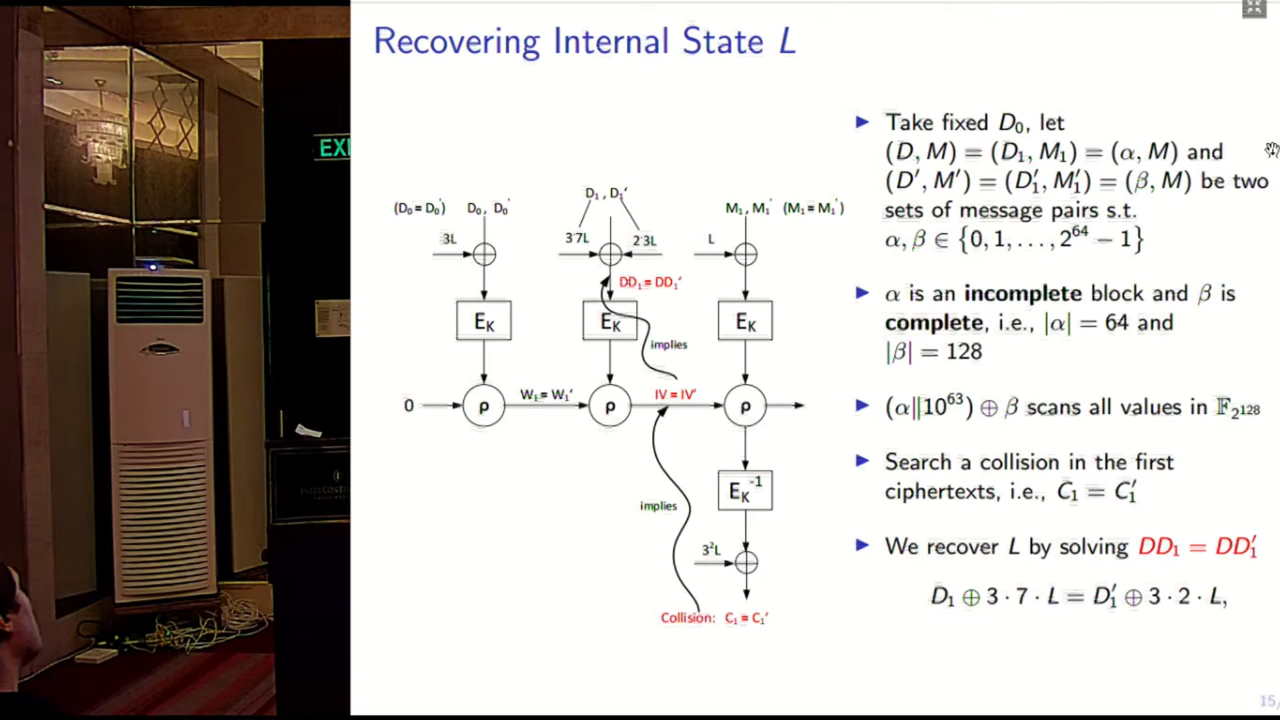 Recovering Internal State L
EXI
(D₀ = D₀′) D₀, D₀′
D₁, D₁′
M₁, M₁′ (M₁ = M₁′)
3L
3·7L
2·3L
L
DD₁ = DD₁′
E_K
E_K
E_K
implies
0
ρ
W₁ = W₁′
ρ
IV = IV′
ρ
E_K⁻¹
implies
3²L
Collision: C₁ = C₁′
▶ Take fixed D₀, let
(D, M) = (D₁, M₁) = (α, M) and
(D′, M′) = (D₁′, M₁′) = (β, M) be two
sets of message pairs s.t.
α, β ∈ {0, 1, . . . , 2⁶⁴ − 1}
▶ α is an incomplete block and β is
complete, i.e., |α| = 64 and
|β| = 128
▶ (α||10⁶³) ⊕ β scans all values in 𝔽₂¹²⁸
▶ Search a collision in the first
ciphertexts, i.e., C₁ = C₁′
▶ We recover L by solving DD₁ = DD₁′
D₁ ⊕ 3 · 7 · L = D₁′ ⊕ 3 · 2 · L,
15/